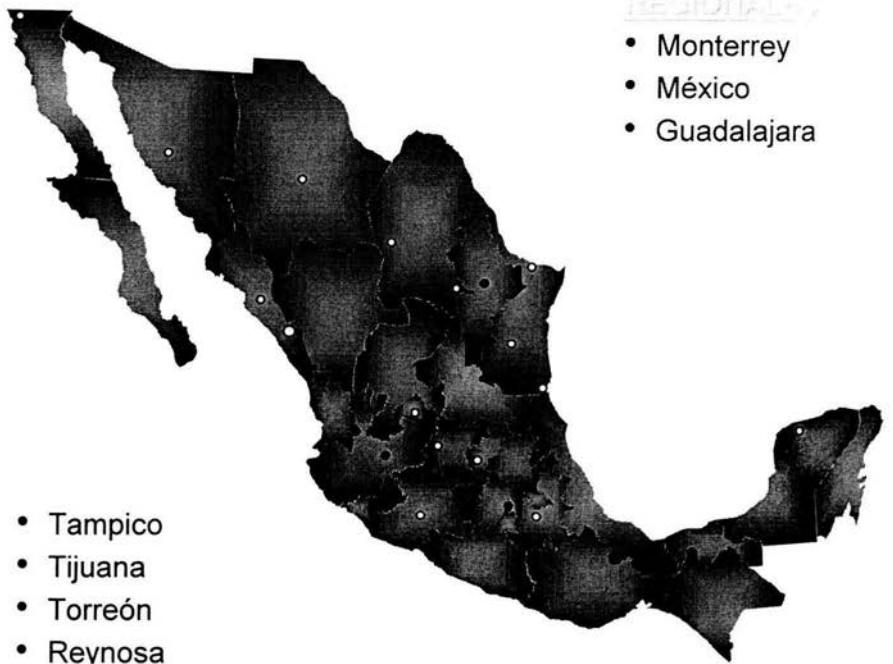 • Monterrey
• México
• Guadalajara
• Tampico
• Tijuana
• Torreón
• Reynosa